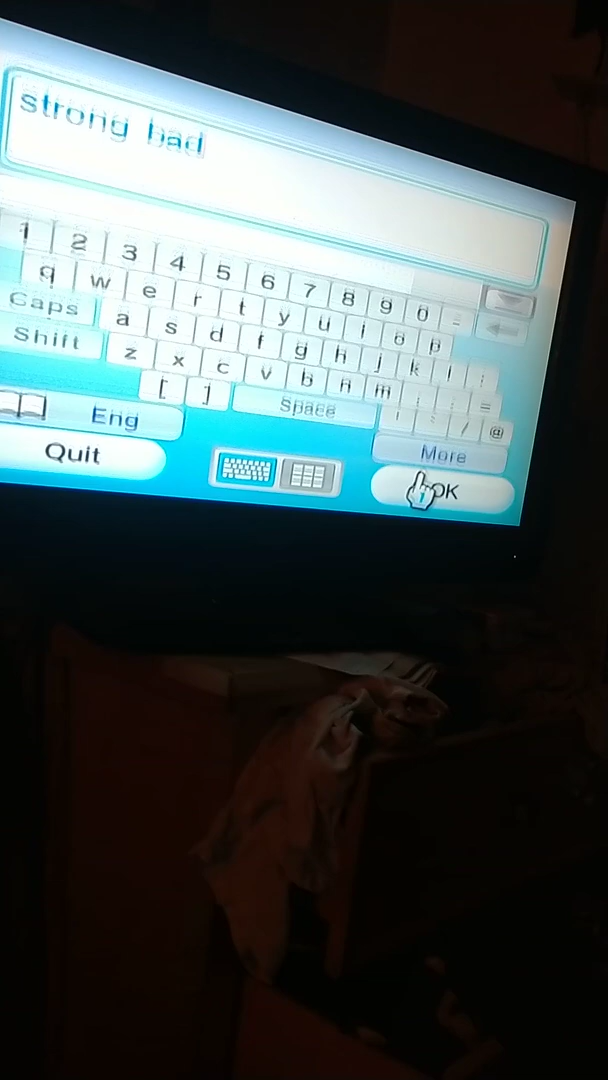 strong bad
1 2 3 4 5 6 7 8 9 0 -
q w e r t y u i o p
Caps a s d f g h j k l ;
Shift z x c v b n m , . =
[ ] Space ' / @
Eng More
Quit 1 OK